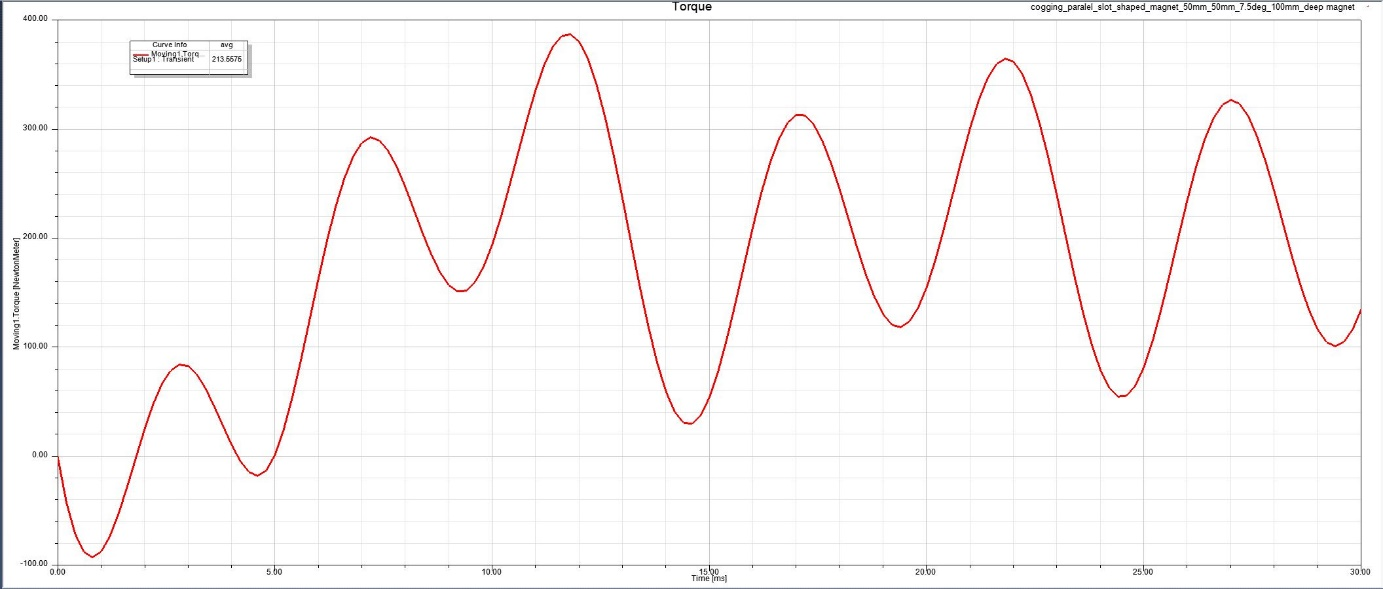 Torque
cogging_paralel_slot_shaped_magnet_50mm_50mm_7.5deg_100mm_deep magnet
Curve Info avg
Moving1.Torq...
Setup1 : Transient 213.5575
400.00
300.00
200.00
100.00
0.00
-100.00
Moving1.Torque [NewtonMeter]
0.00 5.00 10.00 15.00 20.00 25.00 30.00
Time [ms]